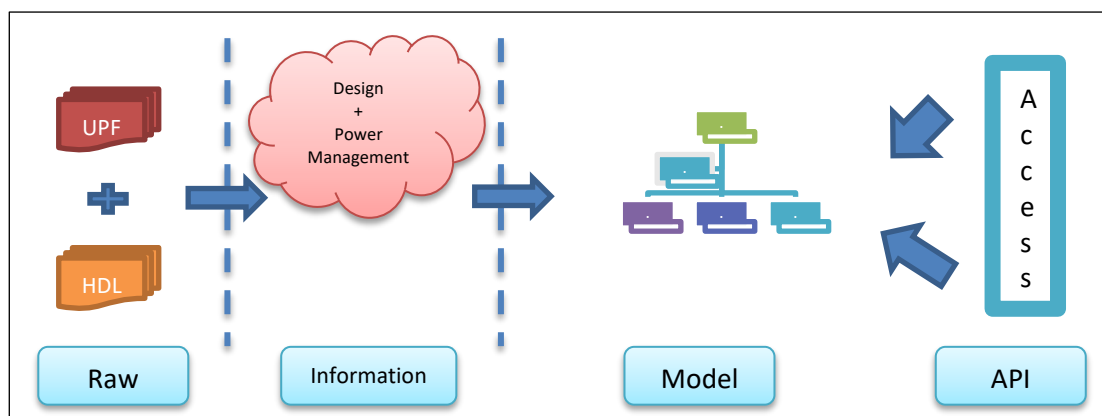 UPF
HDL
Raw
Design
+
Power
Management
Information
Model
A
c
c
e
s
s
API